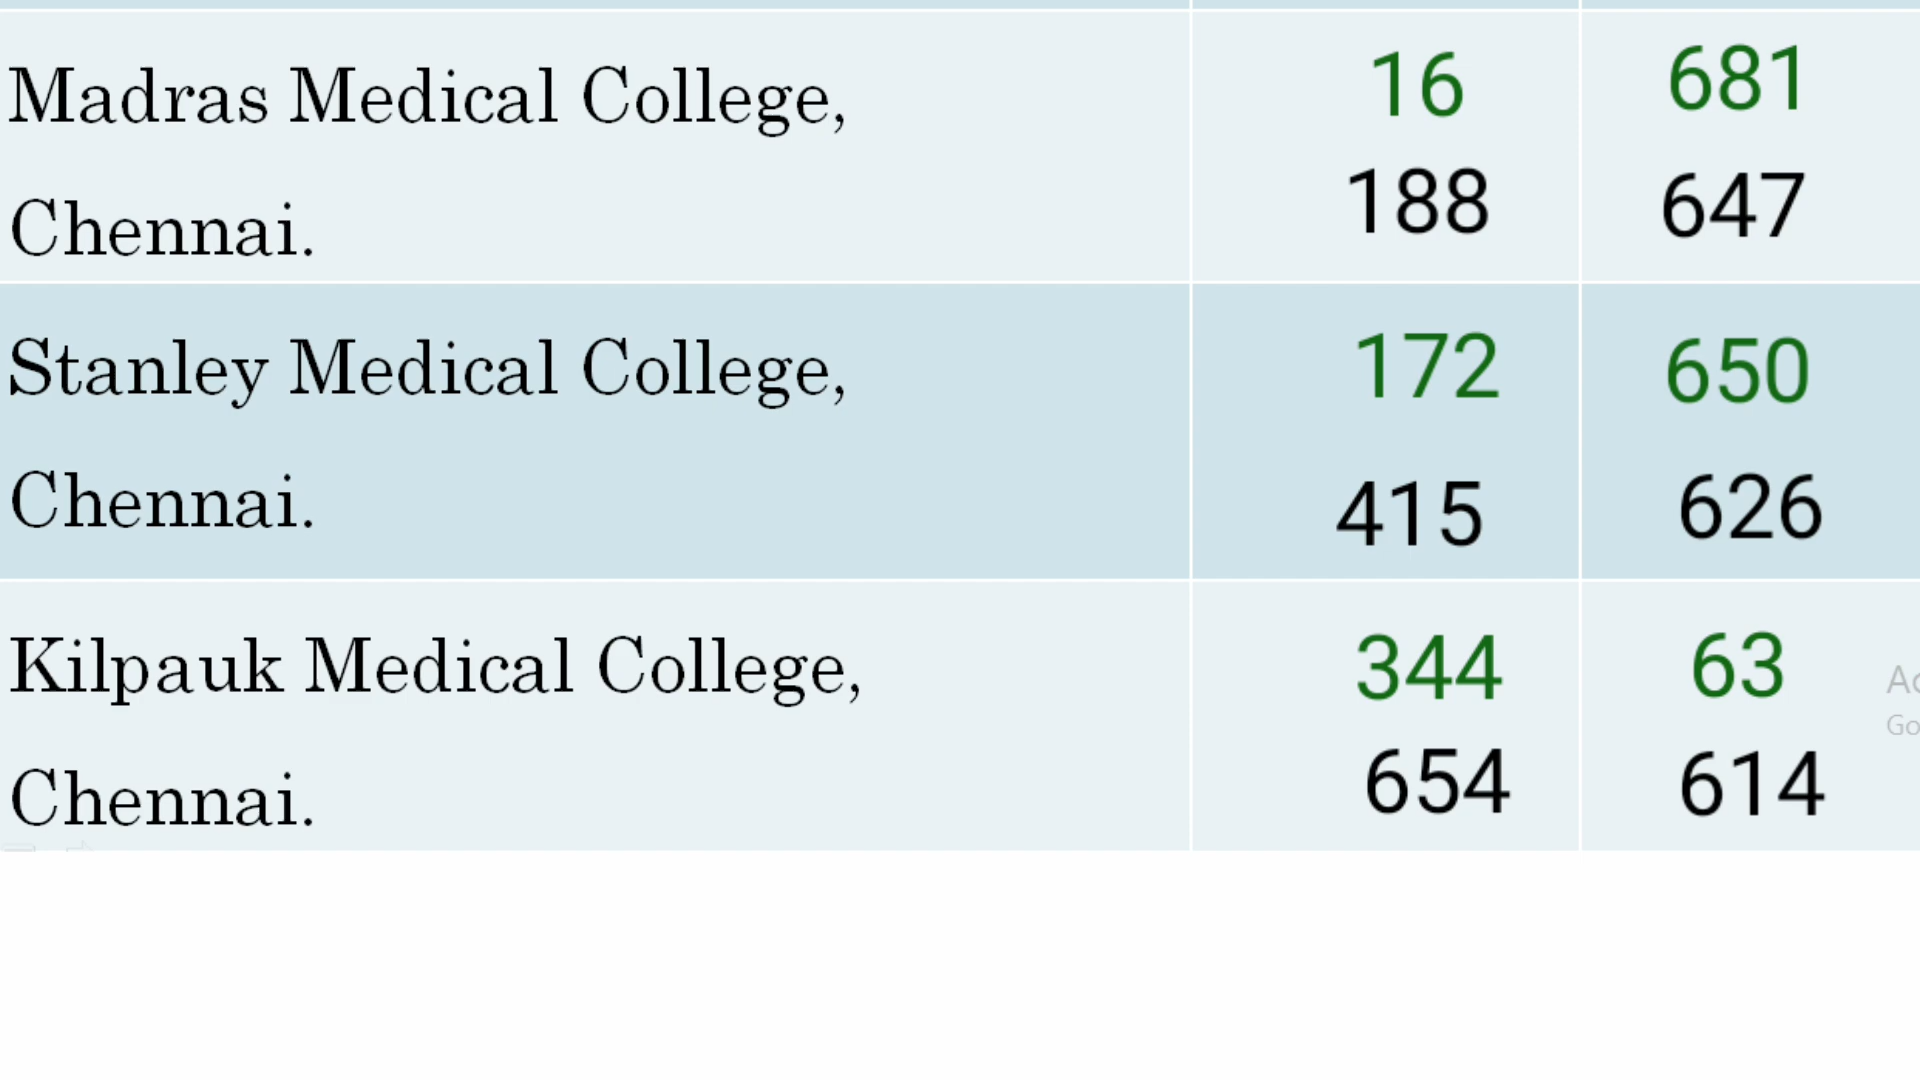 Madras Medical College, 16 681
Chennai. 188 647
Stanley Medical College, 172 650
Chennai. 415 626
Kilpauk Medical College, 344 63
Chennai. 654 614